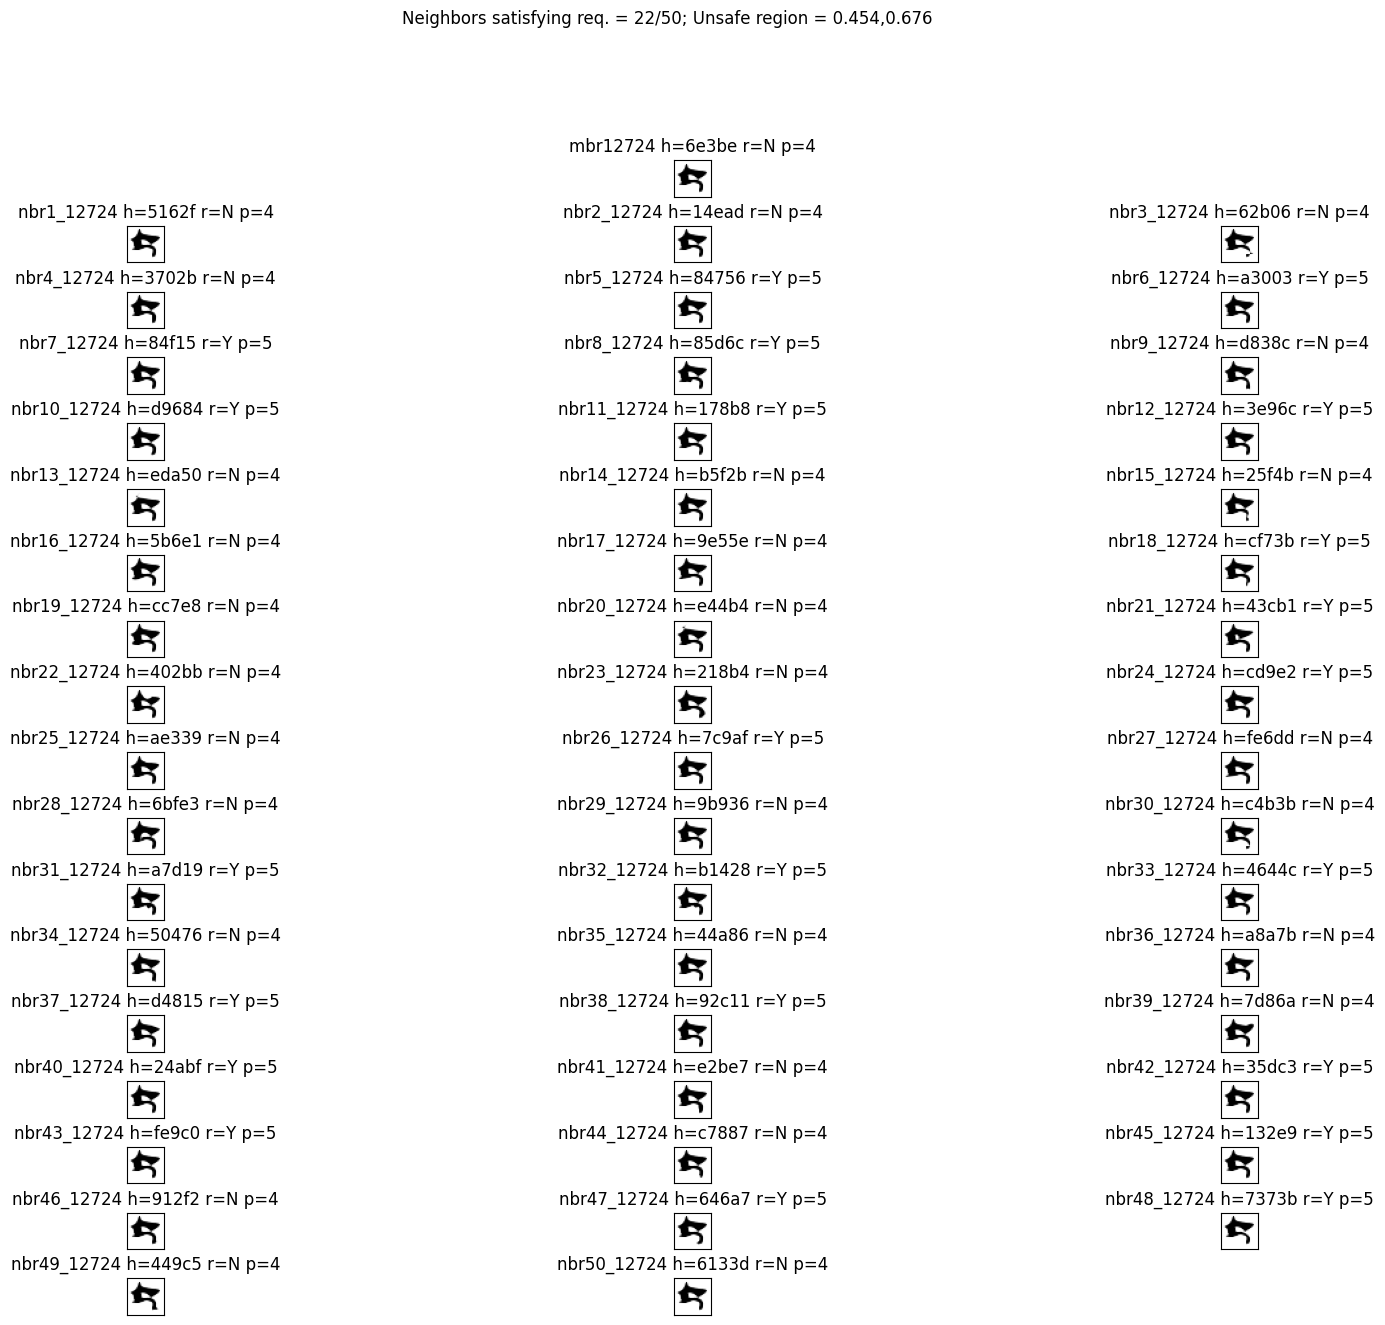 Neighbors satisfying req. = 22/50; Unsafe region = 0.454,0.676
mbr12724 h=6e3be r=N p=4
nbr1_12724 h=5162f r=N p=4 nbr2_12724 h=14ead r=N p=4 nbr3_12724 h=62b06 r=N p=4
nbr4_12724 h=3702b r=N p=4 nbr5_12724 h=84756 r=Y p=5 nbr6_12724 h=a3003 r=Y p=5
nbr7_12724 h=84f15 r=Y p=5 nbr8_12724 h=85d6c r=Y p=5 nbr9_12724 h=d838c r=N p=4
nbr10_12724 h=d9684 r=Y p=5 nbr11_12724 h=178b8 r=Y p=5 nbr12_12724 h=3e96c r=Y p=5
nbr13_12724 h=eda50 r=N p=4 nbr14_12724 h=b5f2b r=N p=4 nbr15_12724 h=25f4b r=N p=4
nbr16_12724 h=5b6e1 r=N p=4 nbr17_12724 h=9e55e r=N p=4 nbr18_12724 h=cf73b r=Y p=5
nbr19_12724 h=cc7e8 r=N p=4 nbr20_12724 h=e44b4 r=N p=4 nbr21_12724 h=43cb1 r=Y p=5
nbr22_12724 h=402bb r=N p=4 nbr23_12724 h=218b4 r=N p=4 nbr24_12724 h=cd9e2 r=Y p=5
nbr25_12724 h=ae339 r=N p=4 nbr26_12724 h=7c9af r=Y p=5 nbr27_12724 h=fe6dd r=N p=4
nbr28_12724 h=6bfe3 r=N p=4 nbr29_12724 h=9b936 r=N p=4 nbr30_12724 h=c4b3b r=N p=4
nbr31_12724 h=a7d19 r=Y p=5 nbr32_12724 h=b1428 r=Y p=5 nbr33_12724 h=4644c r=Y p=5
nbr34_12724 h=50476 r=N p=4 nbr35_12724 h=44a86 r=N p=4 nbr36_12724 h=a8a7b r=N p=4
nbr37_12724 h=d4815 r=Y p=5 nbr38_12724 h=92c11 r=Y p=5 nbr39_12724 h=7d86a r=N p=4
nbr40_12724 h=24abf r=Y p=5 nbr41_12724 h=e2be7 r=N p=4 nbr42_12724 h=35dc3 r=Y p=5
nbr43_12724 h=fe9c0 r=Y p=5 nbr44_12724 h=c7887 r=N p=4 nbr45_12724 h=132e9 r=Y p=5
nbr46_12724 h=912f2 r=N p=4 nbr47_12724 h=646a7 r=Y p=5 nbr48_12724 h=7373b r=Y p=5
nbr49_12724 h=449c5 r=N p=4 nbr50_12724 h=6133d r=N p=4